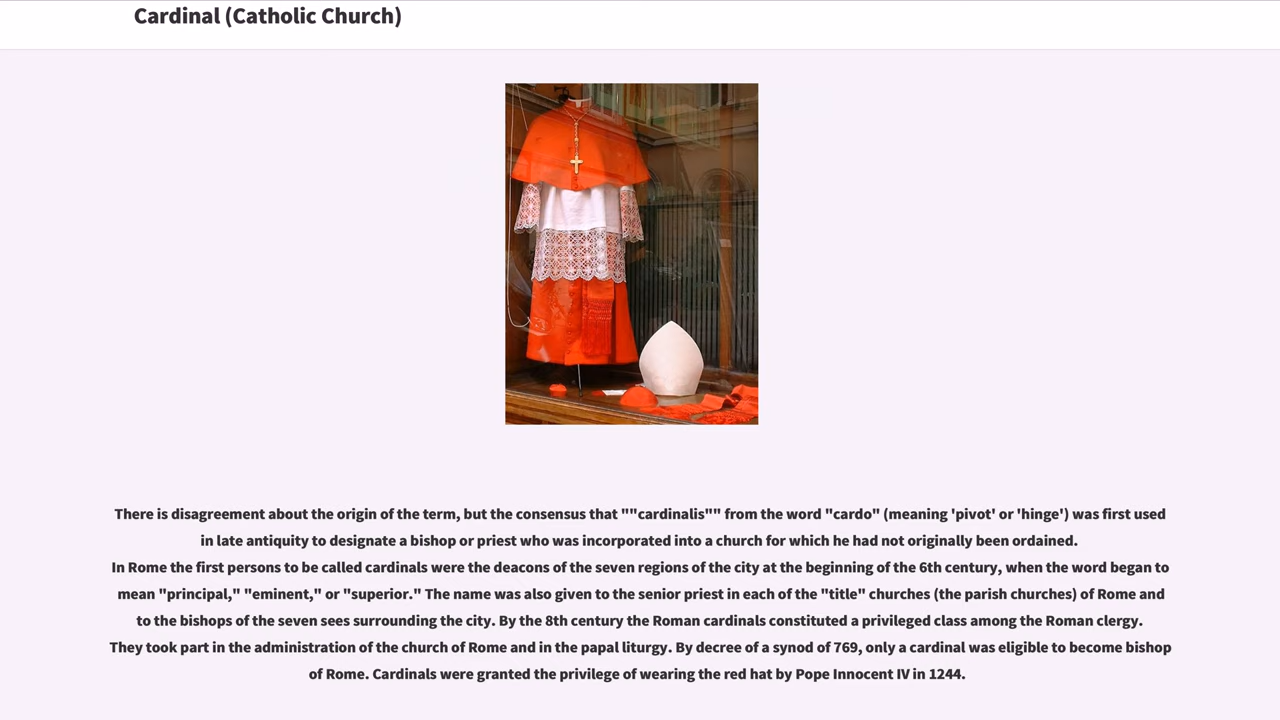 Cardinal (Catholic Church)
There is disagreement about the origin of the term, but the consensus that ""cardinalis"" from the word "cardo" (meaning 'pivot' or 'hinge') was first used
in late antiquity to designate a bishop or priest who was incorporated into a church for which he had not originally been ordained.
In Rome the first persons to be called cardinals were the deacons of the seven regions of the city at the beginning of the 6th century, when the word began to
mean "principal," "eminent," or "superior." The name was also given to the senior priest in each of the "title" churches (the parish churches) of Rome and
to the bishops of the seven sees surrounding the city. By the 8th century the Roman cardinals constituted a privileged class among the Roman clergy.
They took part in the administration of the church of Rome and in the papal liturgy. By decree of a synod of 769, only a cardinal was eligible to become bishop
of Rome. Cardinals were granted the privilege of wearing the red hat by Pope Innocent IV in 1244.